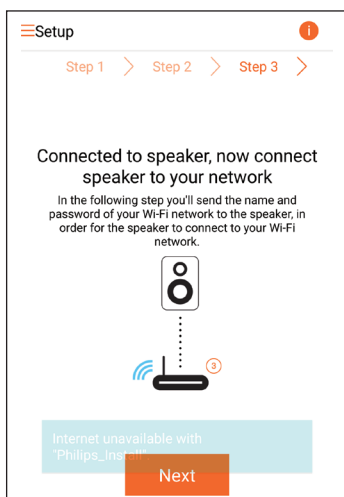 Setup
i
Step 1 > Step 2 > Step 3 >
Connected to speaker, now connect
speaker to your network
In the following step you'll send the name and
password of your Wi-Fi network to the speaker, in
order for the speaker to connect to your Wi-Fi
network.
3
Internet unavailable with
"Philips_Install".
Next